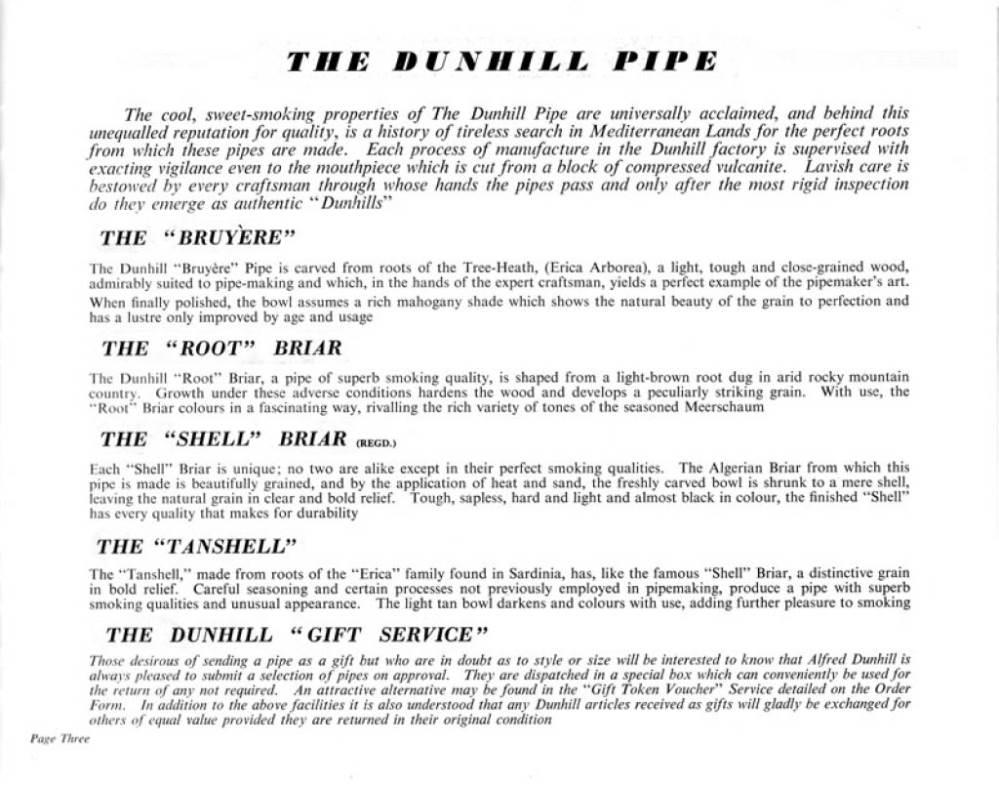 THE DUNHILL PIPE
The cool, sweet-smoking properties of The Dunhill Pipe are universally acclaimed, and behind this
unequalled reputation for quality, is a history of tireless search in Mediterranean Lands for the perfect roots
from which these pipes are made. Each process of manufacture in the Dunhill factory is supervised with
exacting vigilance even to the mouthpiece which is cut from a block of compressed vulcanite. Lavish care is
bestowed by every craftsman through whose hands the pipes pass and only after the most rigid inspection
do they emerge as authentic “Dunhills”
THE “BRUYÈRE”
The Dunhill “Bruyère” Pipe is carved from roots of the Tree-Heath, (Erica Arborea), a light, tough and close-grained wood,
admirably suited to pipe-making and which, in the hands of the expert craftsman, yields a perfect example of the pipemaker's art.
When finally polished, the bowl assumes a rich mahogany shade which shows the natural beauty of the grain to perfection and
has a lustre only improved by age and usage
THE “ROOT” BRIAR
The Dunhill “Root” Briar, a pipe of superb smoking quality, is shaped from a light-brown root dug in arid rocky mountain
country. Growth under these adverse conditions hardens the wood and develops a peculiarly striking grain. With use, the
“Root” Briar colours in a fascinating way, rivalling the rich variety of tones of the seasoned Meerschaum
THE “SHELL” BRIAR (REGD.)
Each “Shell” Briar is unique; no two are alike except in their perfect smoking qualities. The Algerian Briar from which this
pipe is made is beautifully grained, and by the application of heat and sand, the freshly carved bowl is shrunk to a mere shell,
leaving the natural grain in clear and bold relief. Tough, sapless, hard and light and almost black in colour, the finished “Shell”
has every quality that makes for durability
THE “TANSHELL”
The “Tanshell,” made from roots of the “Erica” family found in Sardinia, has, like the famous “Shell” Briar, a distinctive grain
in bold relief. Careful seasoning and certain processes not previously employed in pipemaking, produce a pipe with superb
smoking qualities and unusual appearance. The light tan bowl darkens and colours with use, adding further pleasure to smoking
THE DUNHILL “GIFT SERVICE”
Those desirous of sending a pipe as a gift but who are in doubt as to style or size will be interested to know that Alfred Dunhill is
always pleased to submit a selection of pipes on approval. They are dispatched in a special box which can conveniently be used for
the return of any not required. An attractive alternative may be found in the “Gift Token Voucher” Service detailed on the Order
Form. In addition to the above facilities it is also understood that any Dunhill articles received as gifts will gladly be exchanged for
others of equal value provided they are returned in their original condition
Page Three